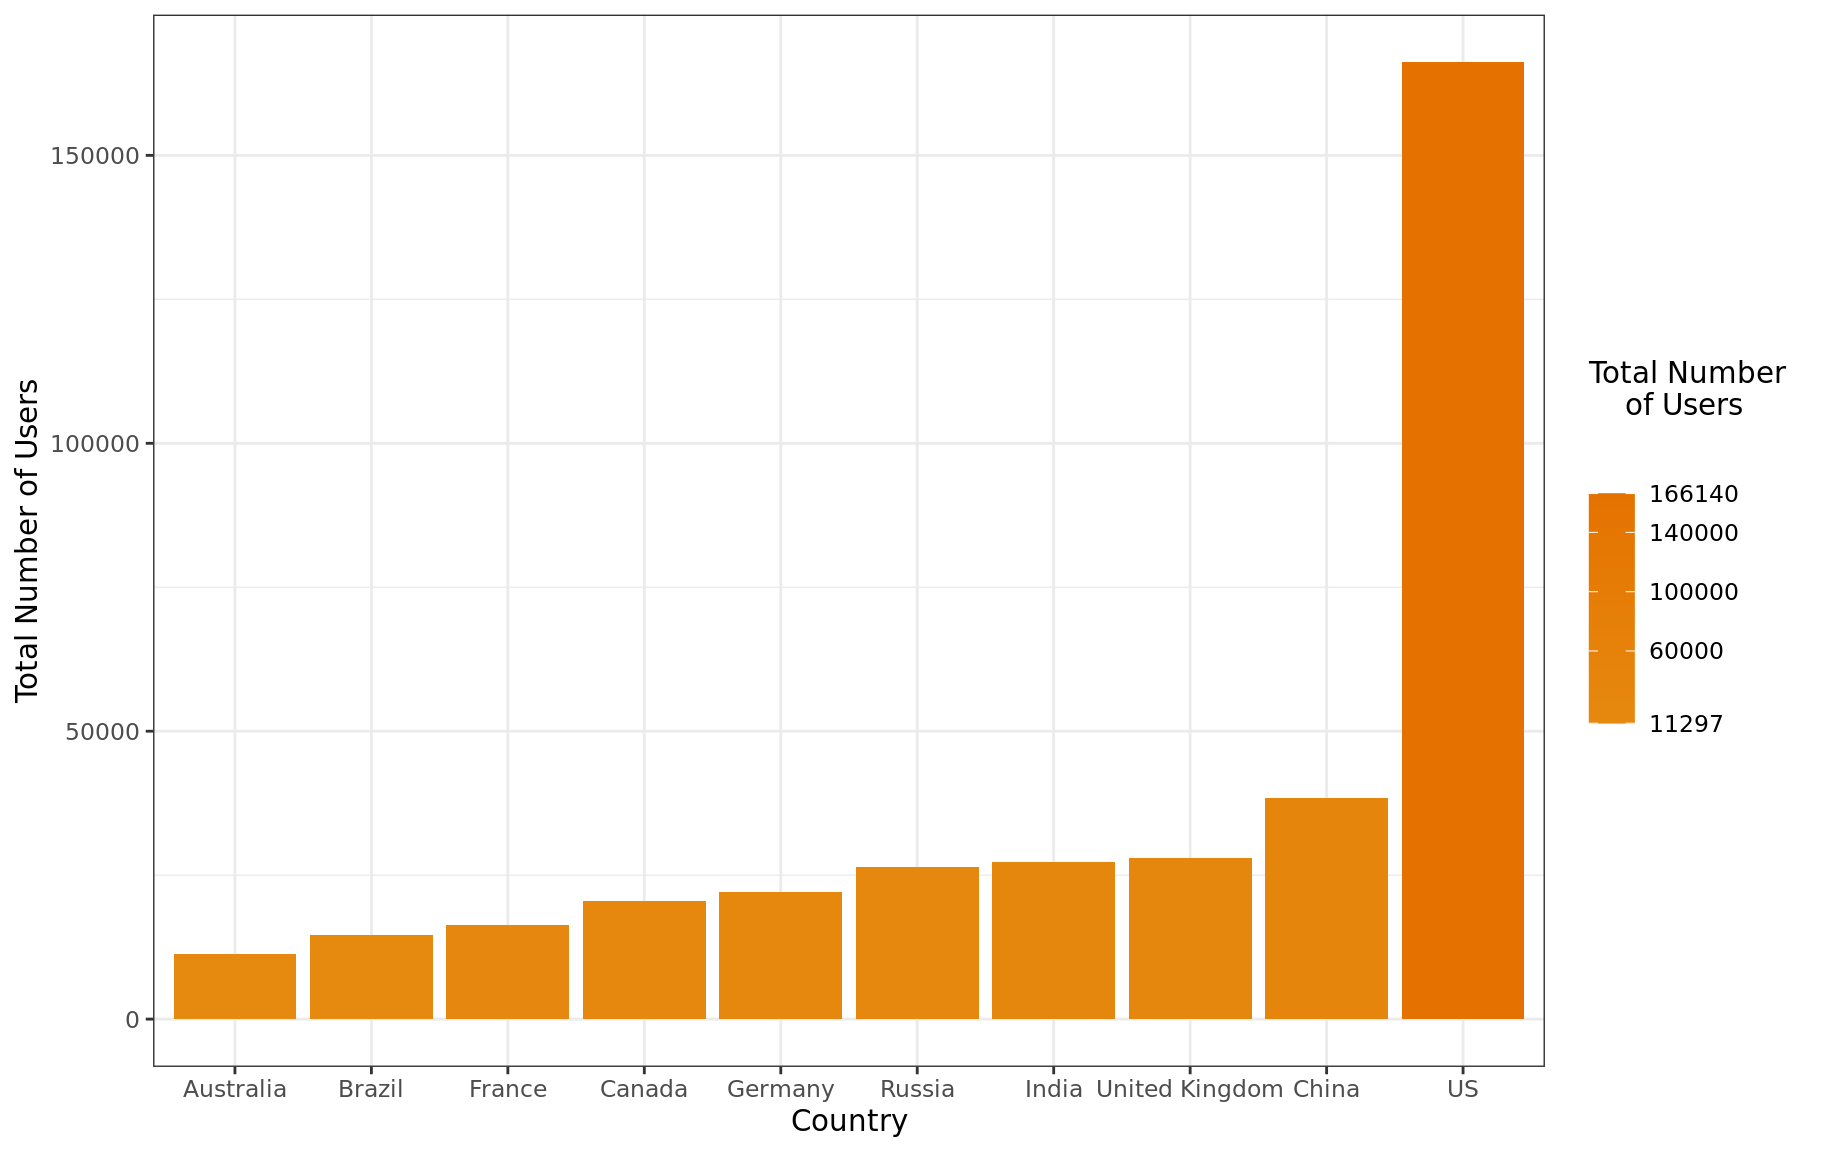 150000
100000
50000
0
Total Number of Users
Australia Brazil France Canada Germany Russia India United Kingdom China US
Country
Total Number
of Users
166140
140000
100000
60000
11297